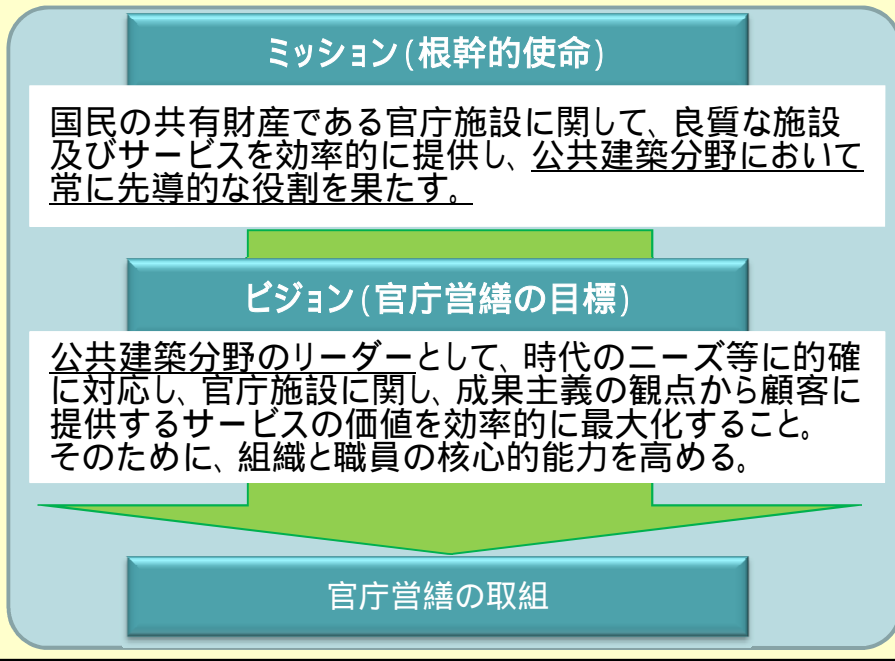 ミッション(根幹的使命)
国民の共有財産である官庁施設に関して、良質な施設
及びサービスを効率的に提供し、公共建築分野において
常に先導的な役割を果たす。
ビジョン(官庁営繕の目標)
公共建築分野のリーダーとして、時代のニーズ等に的確
に対応し、官庁施設に関し、成果主義の観点から顧客に
提供するサービスの価値を効率的に最大化すること。
そのために、組織と職員の核心的能力を高める。
官庁営繕の取組